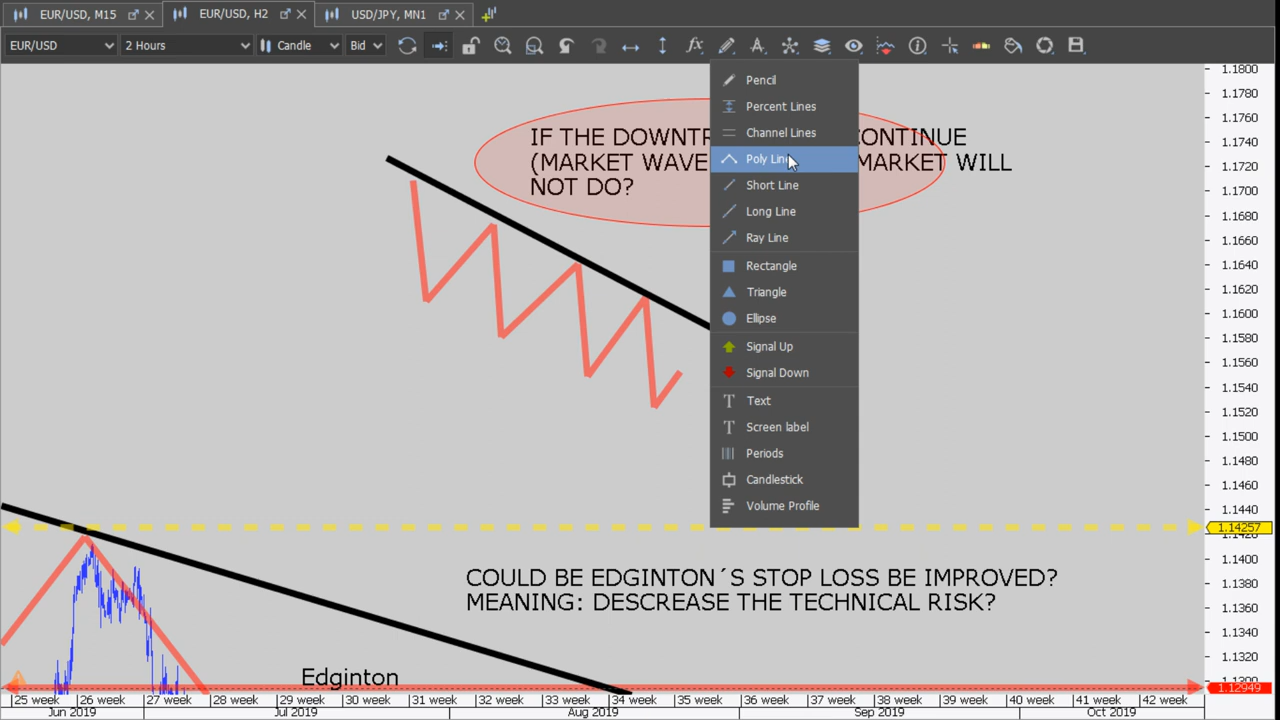 EUR/USD, M15
EUR/USD, H2
USD/JPY, MN1
EUR/USD
2 Hours
Candle
Bid
fx
Pencil
Percent Lines
Channel Lines
Poly Line
Short Line
Long Line
Ray Line
Rectangle
Triangle
Ellipse
Signal Up
Signal Down
Text
Screen label
Periods
Candlestick
Volume Profile
IF THE DOWNTR CONTINUE
(MARKET WAVE MARKET WILL
NOT DO?
COULD BE EDGINTON´S STOP LOSS BE IMPROVED?
MEANING: DESCREASE THE TECHNICAL RISK?
Edginton
1.1800
1.1780
1.1760
1.1740
1.1720
1.1700
1.1680
1.1660
1.1640
1.1620
1.1600
1.1580
1.1560
1.1540
1.1520
1.1500
1.1480
1.1460
1.14257
1.1420
1.1400
1.1380
1.1360
1.1340
1.1320
1.12949
25 week 26 week 27 week 28 week 29 week 30 week 31 week 32 week 33 week 34 week 35 week 36 week 37 week 38 week 39 week 40 week 41 week 42 week
Jun 2019 Jul 2019 Aug 2019 Sep 2019 Oct 2019